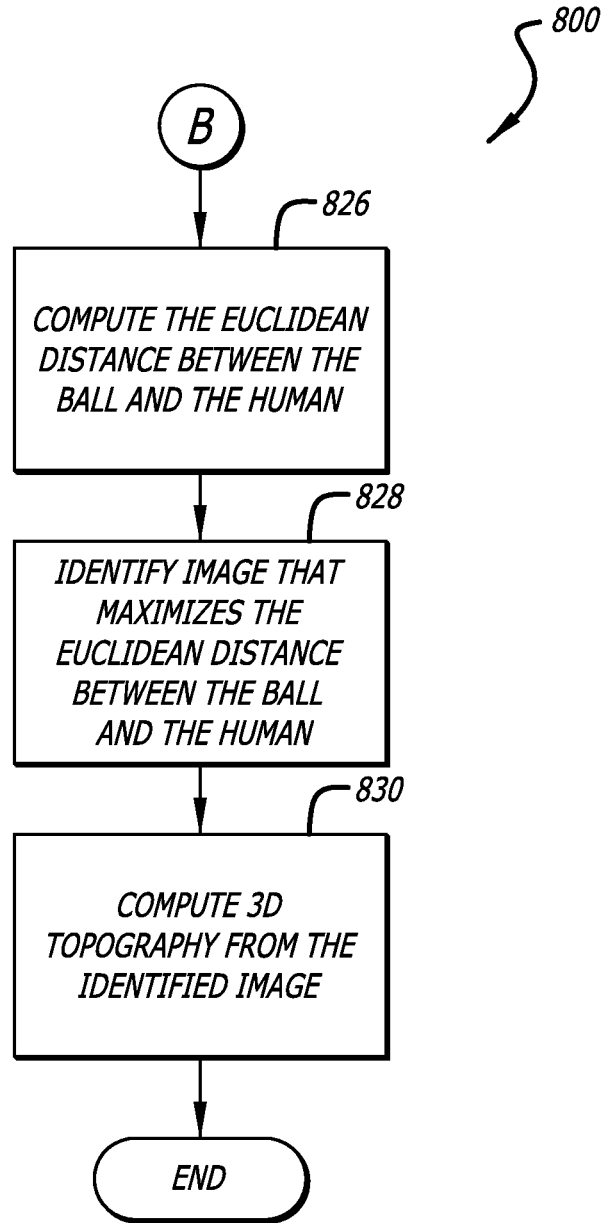 800
B
826
COMPUTE THE EUCLIDEAN
DISTANCE BETWEEN THE
BALL AND THE HUMAN
828
IDENTIFY IMAGE THAT
MAXIMIZES THE
EUCLIDEAN DISTANCE
BETWEEN THE BALL
AND THE HUMAN
830
COMPUTE 3D
TOPOGRAPHY FROM THE
IDENTIFIED IMAGE
END